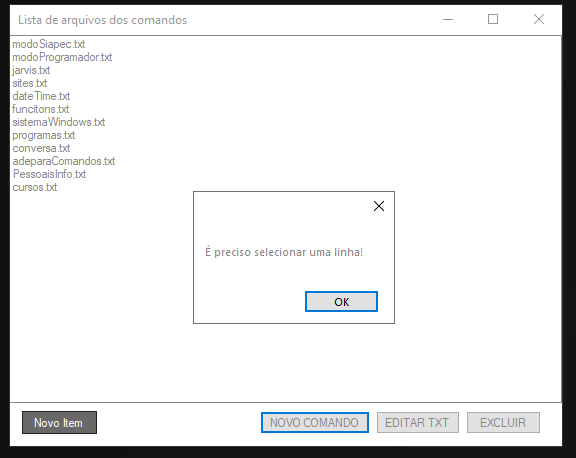 Lista de arquivos dos comandos
modoSiapec.txt
modoProgramador.txt
jarvis.txt
sites.txt
dateTime.txt
funcitons.txt
sistemaWindows.txt
programas.txt
conversa.txt
adeparaComandos.txt
PessoaisInfo.txt
cursos.txt
É preciso selecionar uma linha!
OK
Novo Item
NOVO COMANDO
EDITAR TXT
EXCLUIR